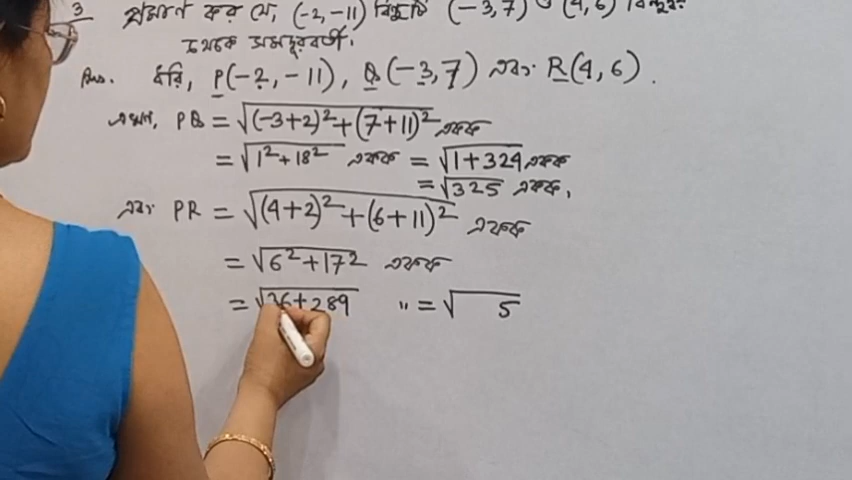 3 প্রমাণ কর যে, (-2, -11) বিন্দুটি (-3, 7) ও (4, 6) বিন্দুদ্বয়
থেকে সমদূরবর্তী।
Ans. ধরি, P(-2, -11), Q(-3, 7) এবং R(4, 6).
এখন, PQ = √(-3+2)² + (7+11)² একক
= √1² + 18² একক = √1+324 একক
= √325 একক,
এবং PR = √(4+2)² + (6+11)² একক
= √6² + 17² একক
= √36+289 " = √ 5